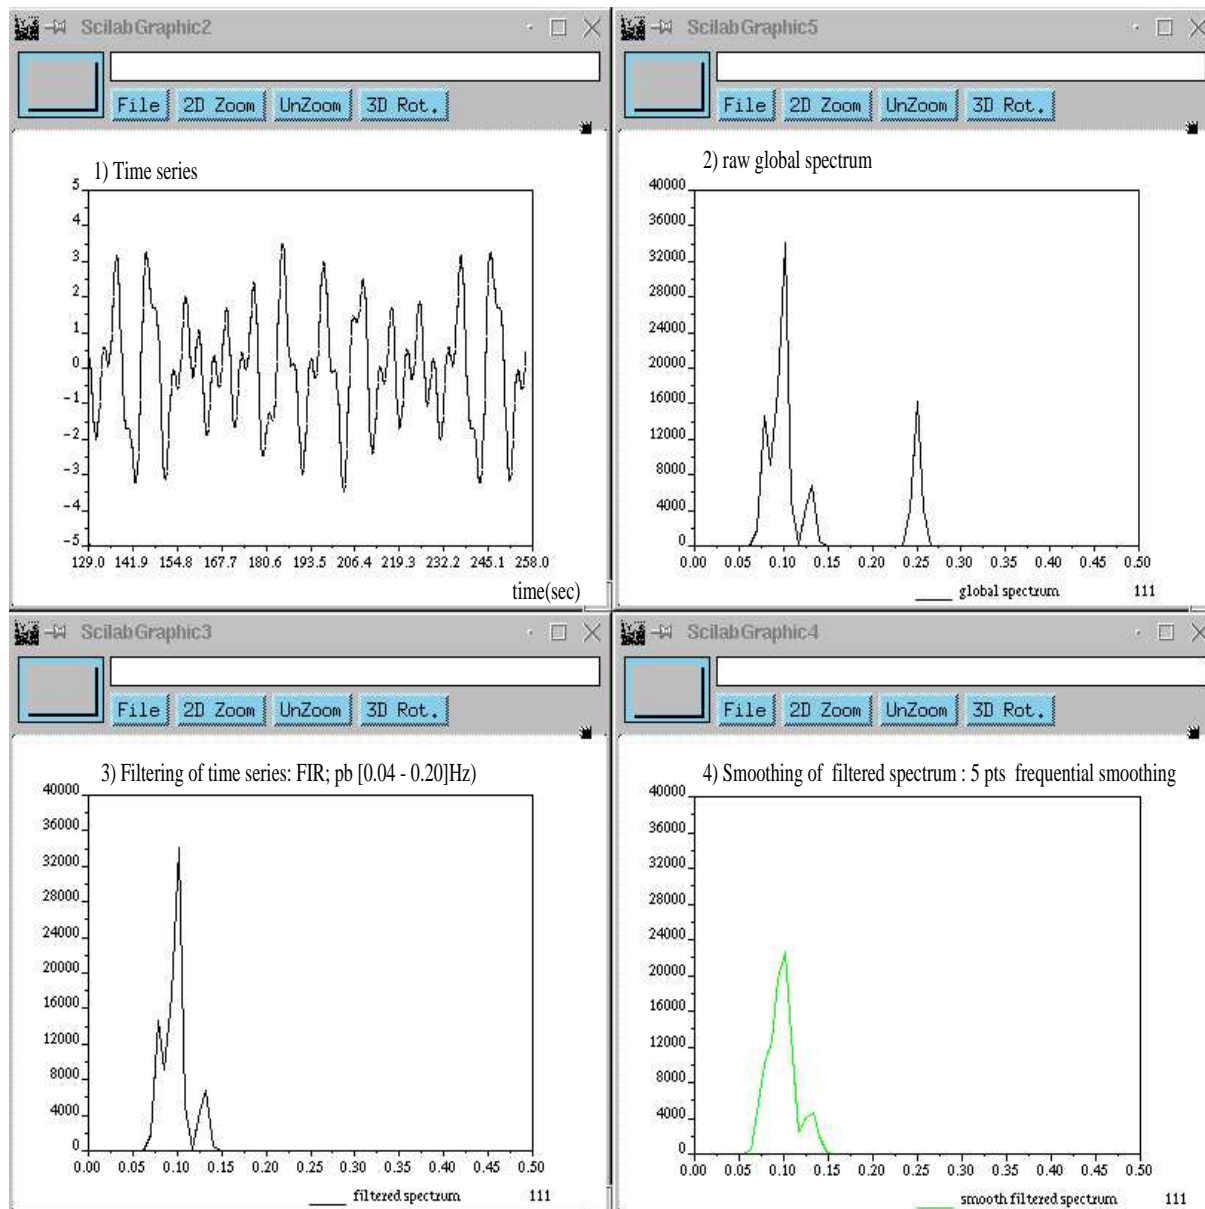 ScilabGraphic2
File 2D Zoom UnZoom 3D Rot.
1) Time series
5
4
3
2
1
0
-1
-2
-3
-4
-5
129.0 141.9 154.8 167.7 180.6 193.5 206.4 219.3 232.2 245.1 258.0
time(sec)
ScilabGraphic5
File 2D Zoom UnZoom 3D Rot.
2) raw global spectrum
40000
36000
32000
28000
24000
20000
16000
12000
8000
4000
0
0.00 0.05 0.10 0.15 0.20 0.25 0.30 0.35 0.40 0.45 0.50
global spectrum 111
ScilabGraphic3
File 2D Zoom UnZoom 3D Rot.
3) Filtering of time series: FIR; pb [0.04 - 0.20]Hz)
40000
36000
32000
28000
24000
20000
16000
12000
8000
4000
0
0.00 0.05 0.10 0.15 0.20 0.25 0.30 0.35 0.40 0.45 0.50
filtered spectrum 111
ScilabGraphic4
File 2D Zoom UnZoom 3D Rot.
4) Smoothing of filtered spectrum : 5 pts frequential smoothing
40000
36000
32000
28000
24000
20000
16000
12000
8000
4000
0
0.00 0.05 0.10 0.15 0.20 0.25 0.30 0.35 0.40 0.45 0.50
smooth filtered spectrum 111